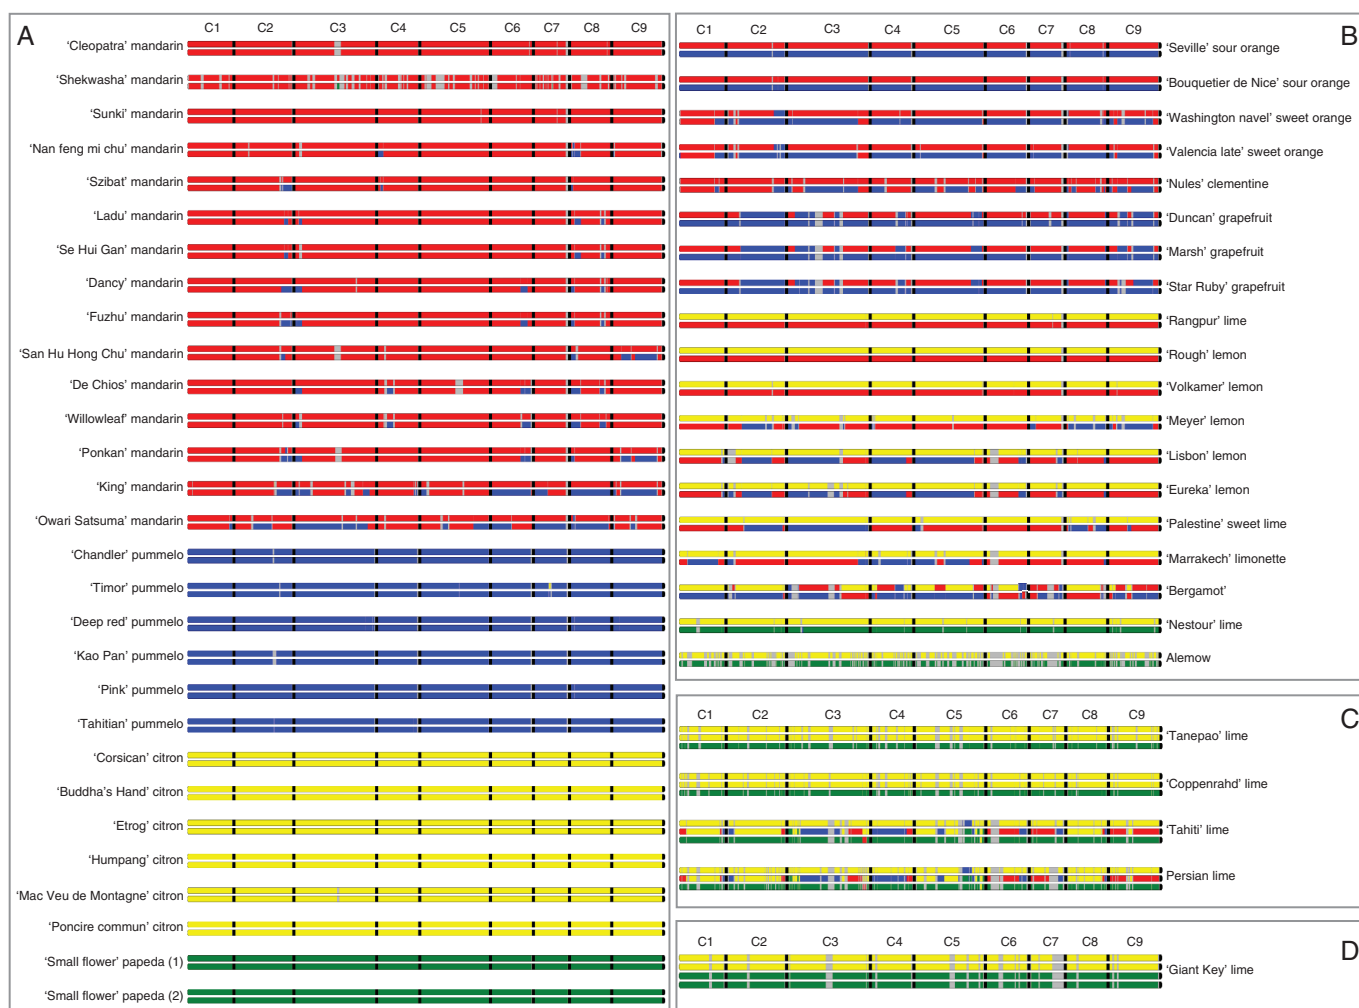 A
C1 C2 C3 C4 C5 C6 C7 C8 C9
‘Cleopatra’ mandarin
‘Shekwasha’ mandarin
‘Sunki’ mandarin
‘Nan feng mi chu’ mandarin
‘Szibat’ mandarin
‘Ladu’ mandarin
‘Se Hui Gan’ mandarin
‘Dancy’ mandarin
‘Fuzhu’ mandarin
‘San Hu Hong Chu’ mandarin
‘De Chios’ mandarin
‘Willowleaf’ mandarin
‘Ponkan’ mandarin
‘King’ mandarin
‘Owari Satsuma’ mandarin
‘Chandler’ pummelo
‘Timor’ pummelo
‘Deep red’ pummelo
‘Kao Pan’ pummelo
‘Pink’ pummelo
‘Tahitian’ pummelo
‘Corsican’ citron
‘Buddha’s Hand’ citron
‘Etrog’ citron
‘Humpang’ citron
‘Mac Veu de Montagne’ citron
‘Poncire commun’ citron
‘Small flower’ papeda (1)
‘Small flower’ papeda (2)
B
C1 C2 C3 C4 C5 C6 C7 C8 C9
‘Seville’ sour orange
‘Bouquetier de Nice’ sour orange
‘Washington navel’ sweet orange
‘Valencia late’ sweet orange
‘Nules’ clementine
‘Duncan’ grapefruit
‘Marsh’ grapefruit
‘Star Ruby’ grapefruit
‘Rangpur’ lime
‘Rough’ lemon
‘Volkamer’ lemon
‘Meyer’ lemon
‘Lisbon’ lemon
‘Eureka’ lemon
‘Palestine’ sweet lime
‘Marrakech’ limonette
‘Bergamot’
‘Nestour’ lime
Alemow
C
C1 C2 C3 C4 C5 C6 C7 C8 C9
‘Tanepao’ lime
‘Coppenrahd’ lime
‘Tahiti’ lime
Persian lime
D
C1 C2 C3 C4 C5 C6 C7 C8 C9
‘Giant Key’ lime